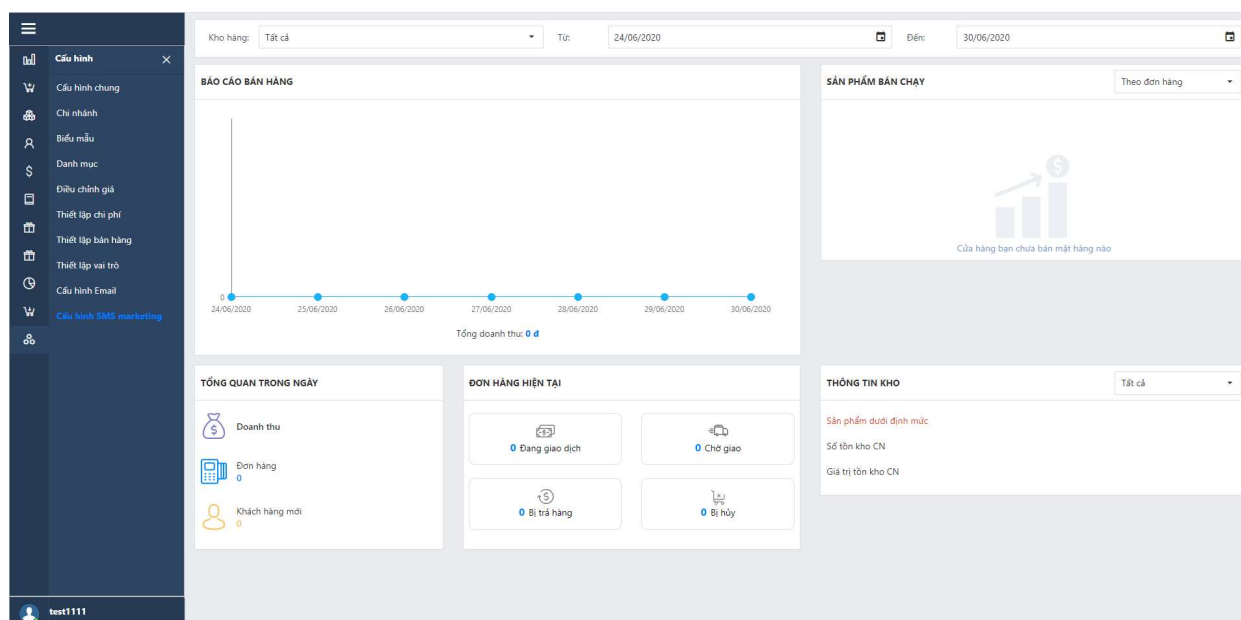 Kho hàng:
Tất cả
Từ:
24/06/2020
Đến:
30/06/2020
Cấu hình
Cấu hình chung
Chi nhánh
Biểu mẫu
Danh mục
Điều chỉnh giá
Thiết lập chi phí
Thiết lập bán hàng
Thiết lập vai trò
Cấu hình Email
Cấu hình SMS marketing
test1111
BÁO CÁO BÁN HÀNG
0
24/06/2020
25/06/2020
26/06/2020
27/06/2020
28/06/2020
29/06/2020
30/06/2020
Tổng doanh thu: 0 đ
SẢN PHẨM BÁN CHẠY
Theo đơn hàng
Cửa hàng bạn chưa bán mặt hàng nào
TỔNG QUAN TRONG NGÀY
Doanh thu
Đơn hàng
0
Khách hàng mới
0
ĐƠN HÀNG HIỆN TẠI
0 Đang giao dịch
0 Chờ giao
0 Bị trả hàng
0 Bị hủy
THÔNG TIN KHO
Tất cả
Sản phẩm dưới định mức
Số tồn kho CN
Giá trị tồn kho CN